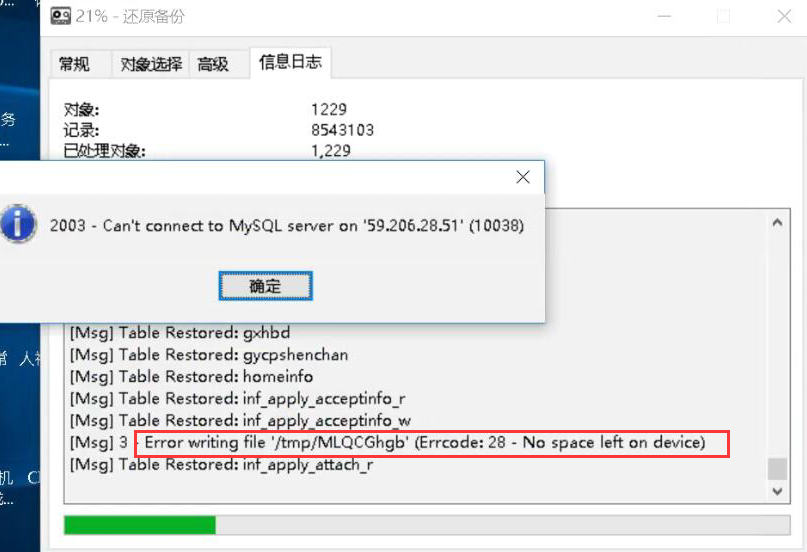 21% - 还原备份
常规 对象选择 高级 信息日志
对象: 1229
记录: 8543103
已处理对象: 1,229
务
...
2003 - Can't connect to MySQL server on '59.206.28.51' (10038)
确定
[Msg] Table Restored: gxhbd
[Msg] Table Restored: gycpshenchan
[Msg] Table Restored: homeinfo
[Msg] Table Restored: inf_apply_acceptinfo_r
[Msg] Table Restored: inf_apply_acceptinfo_w
[Msg] 3 - Error writing file '/tmp/MLQCGhgb' (Errcode: 28 - No space left on device)
[Msg] Table Restored: inf_apply_attach_r
常 人
机 C
...